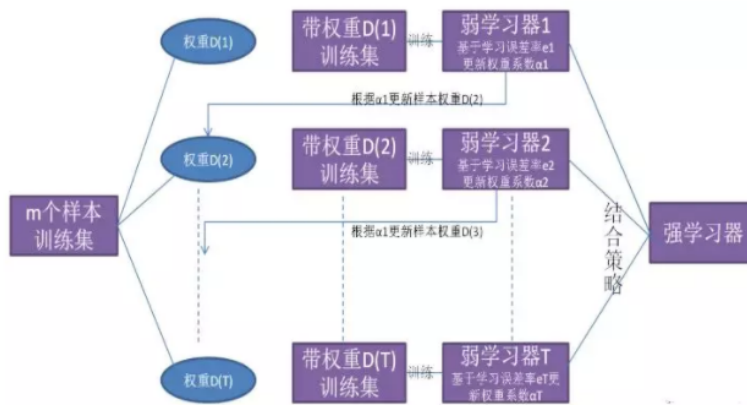 权重D(1)
带权重D(1)
训练集
训练
弱学习器1
基于学习误差率e1
更新权重系数α1
根据α1更新样本权重D(2)
权重D(2)
带权重D(2)
训练集
训练
弱学习器2
基于学习误差率e2
更新权重系数α2
m个样本
训练集
根据α1更新样本权重D(3)
结合策略
强学习器
权重D(T)
带权重D(T)
训练集
训练
弱学习器T
基于学习误差率eT更
新权重系数αT